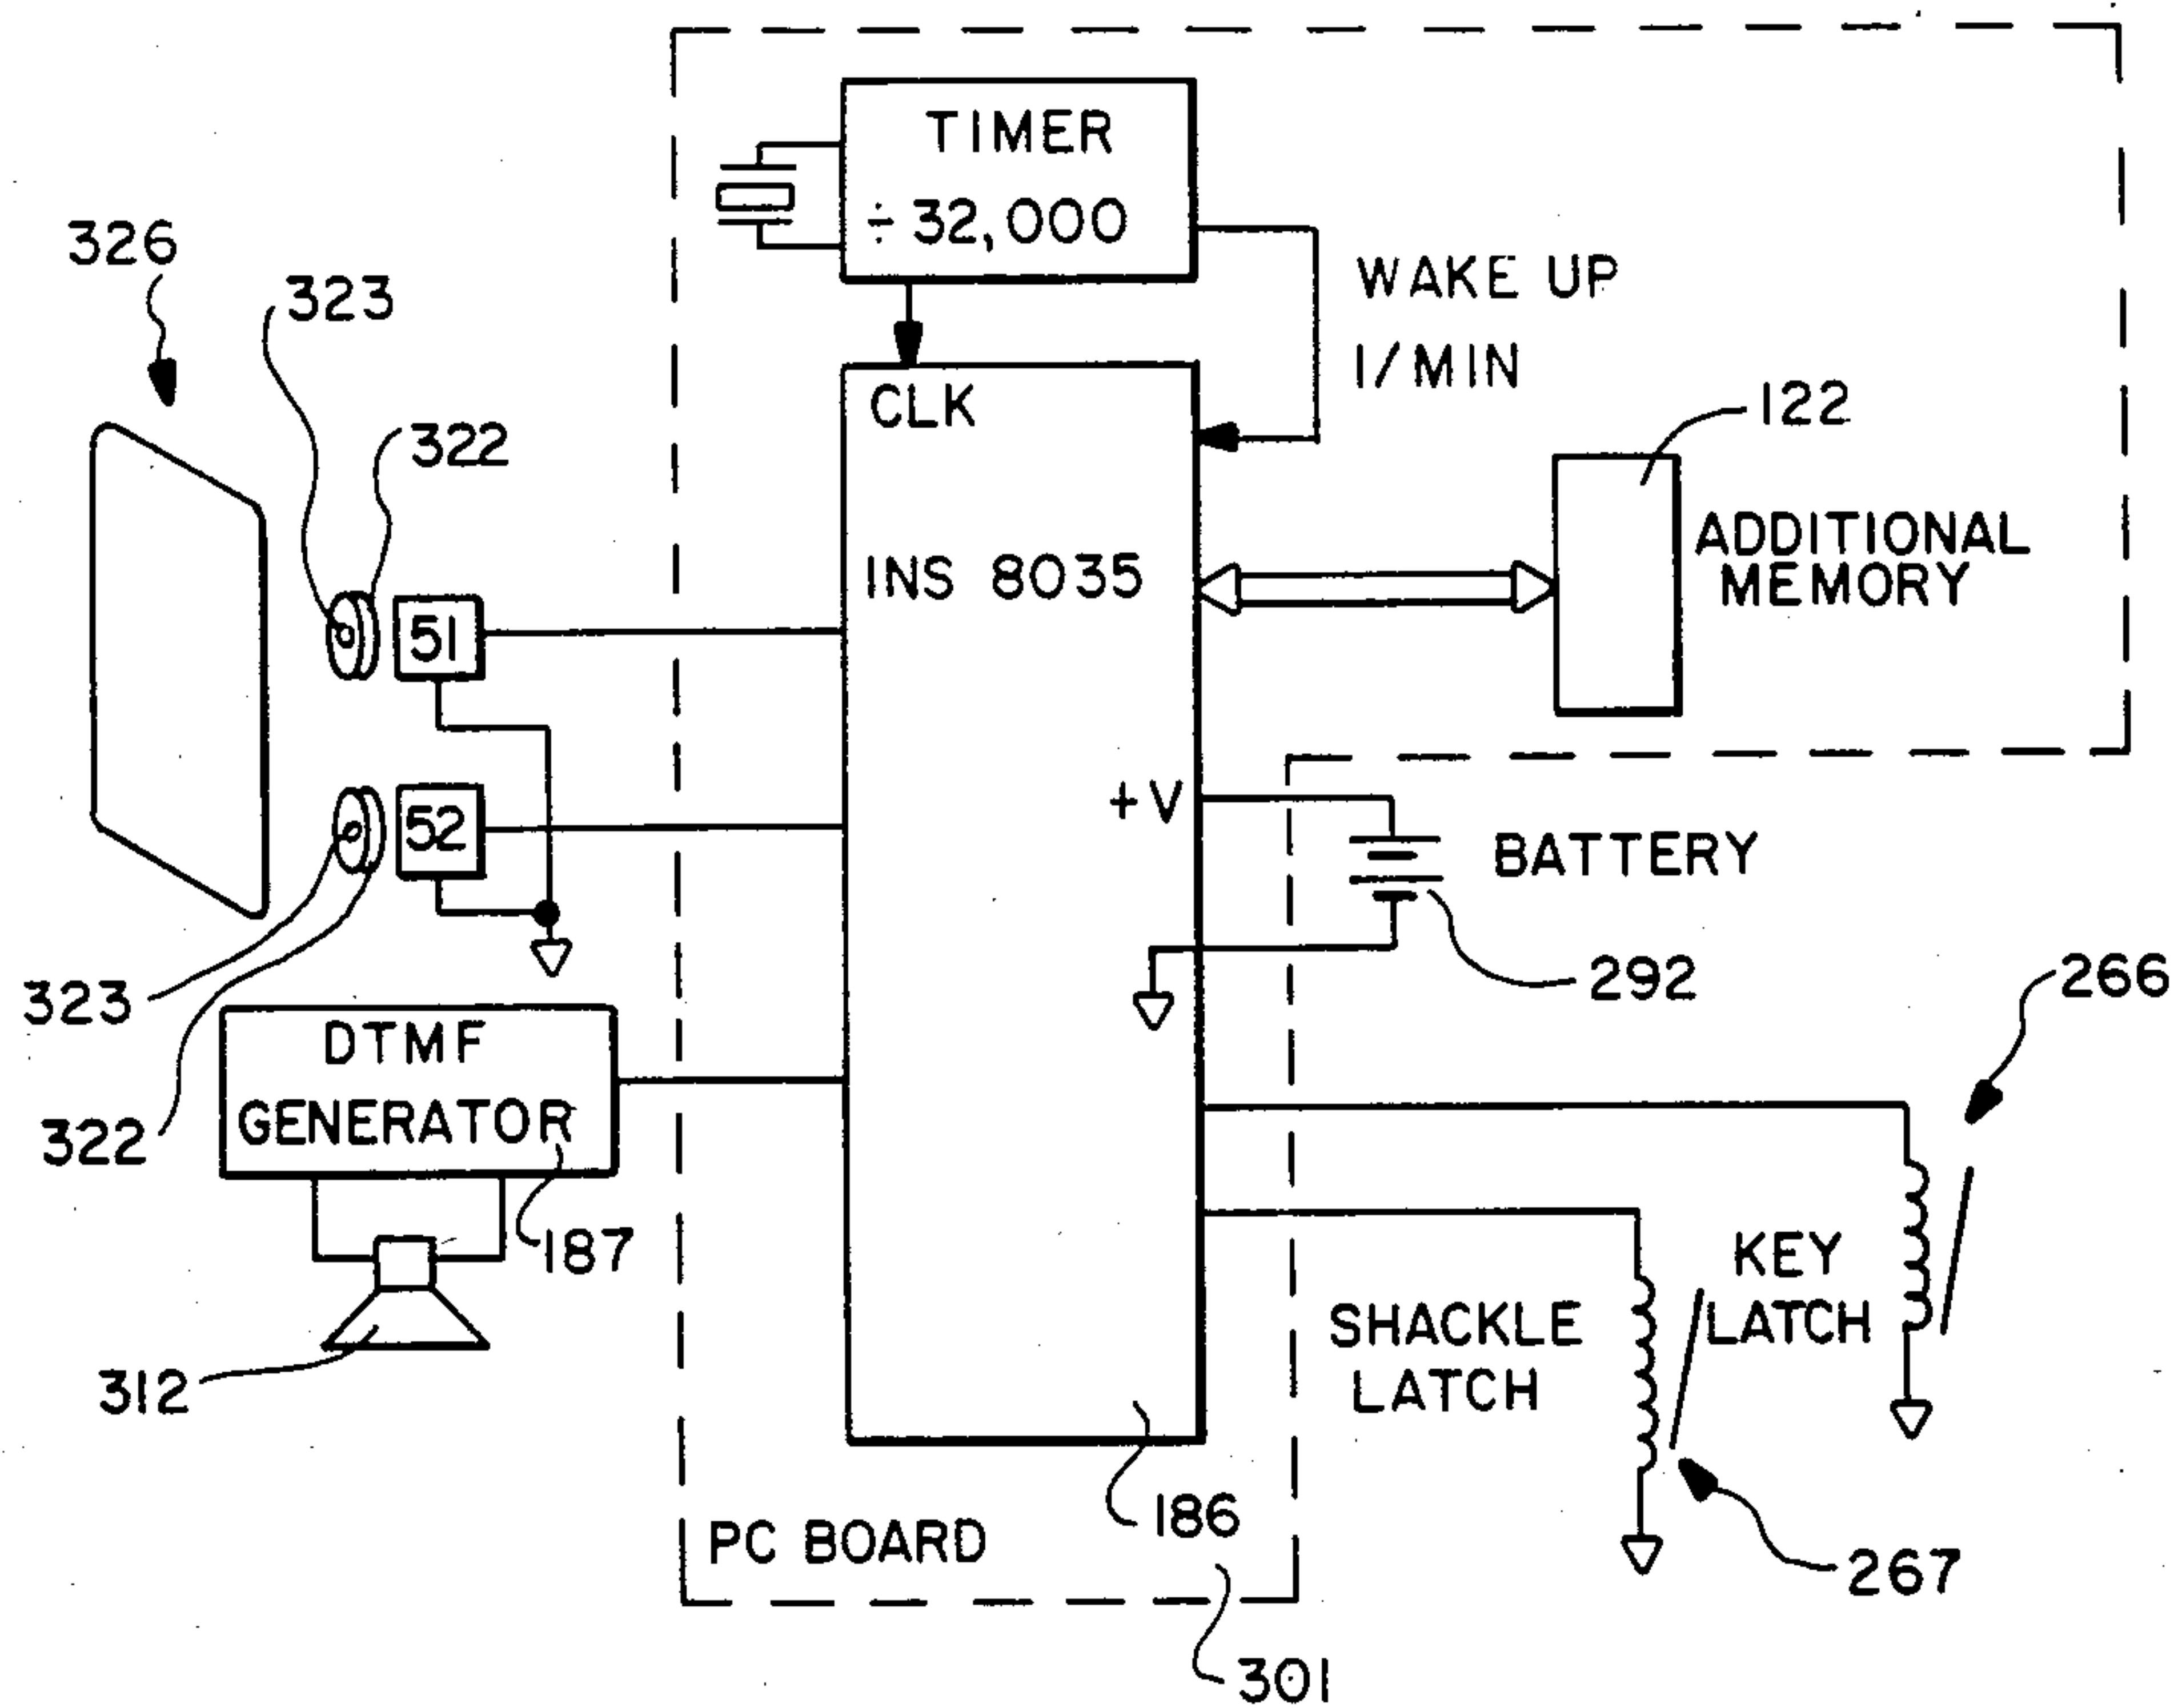 TIMER
÷32,000
326
323
WAKE UP
1/MIN
CLK
122
322
ADDITIONAL
MEMORY
INS 8035
51
+V
52
BATTERY
292
266
323
DTMF
GENERATOR
322
187
KEY
LATCH
SHACKLE
LATCH
312
186
PC BOARD
267
301